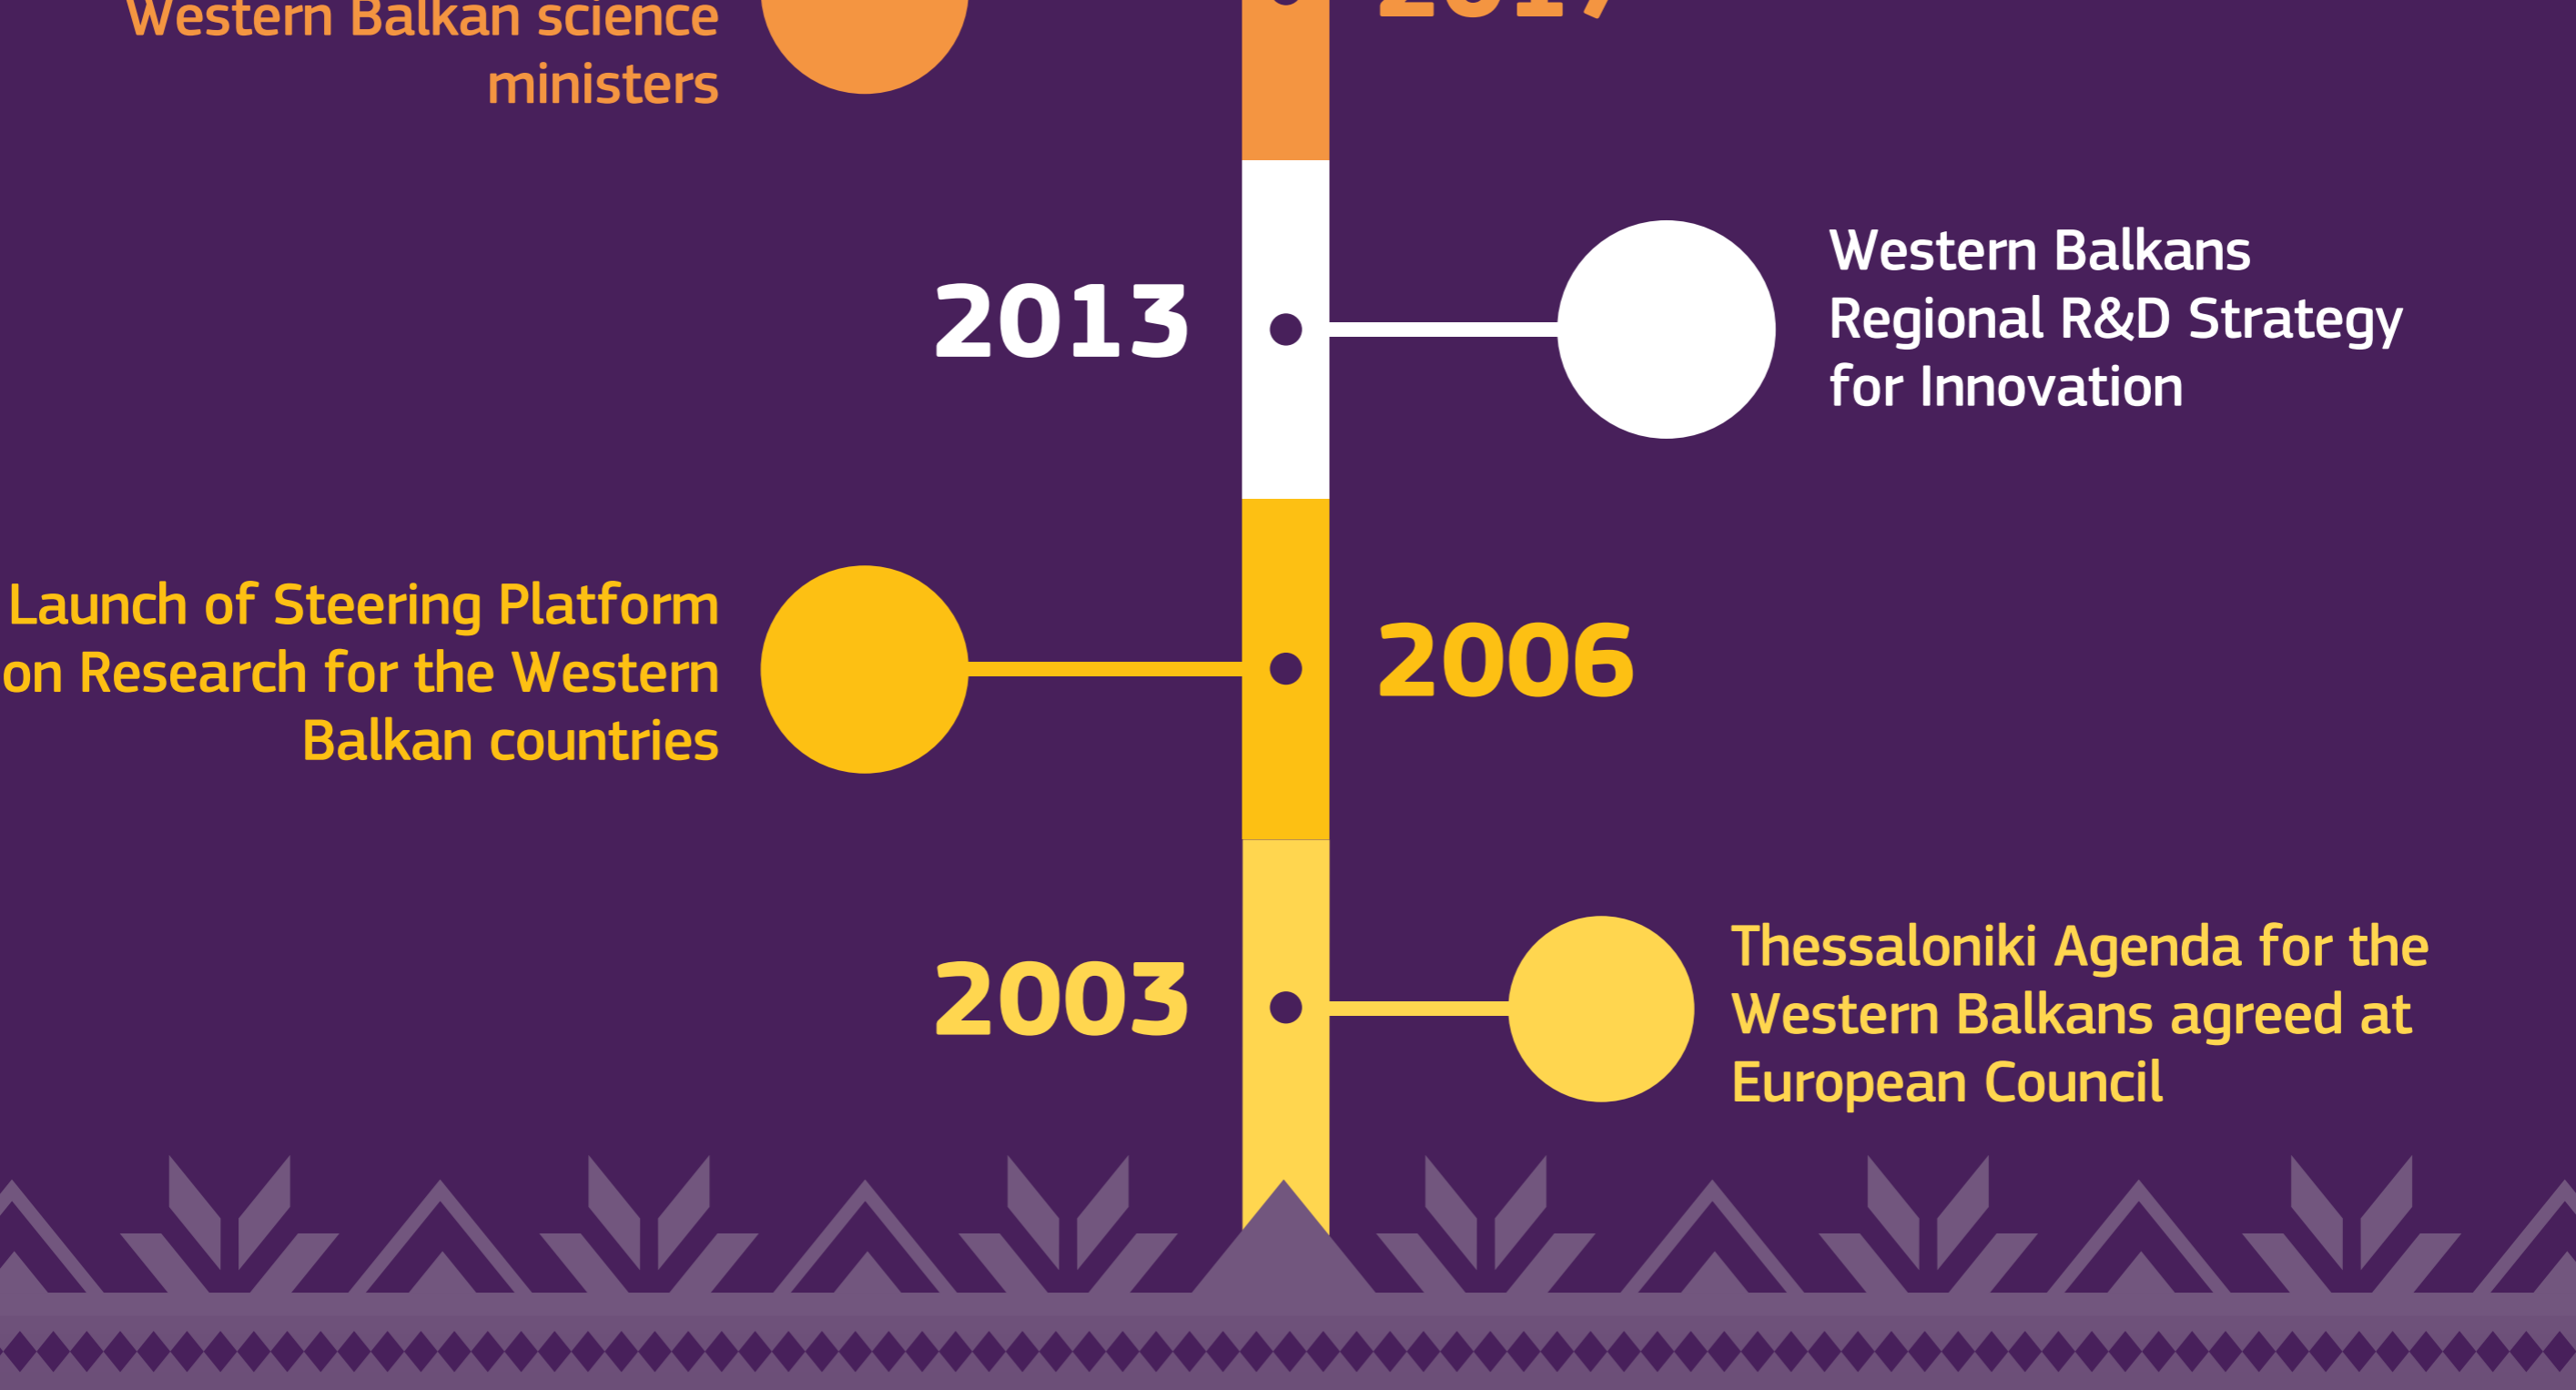 Western Balkan science
ministers
2017
2013
Western Balkans
Regional R&D Strategy
for Innovation
Launch of Steering Platform
on Research for the Western
Balkan countries
2006
2003
Thessaloniki Agenda for the
Western Balkans agreed at
European Council